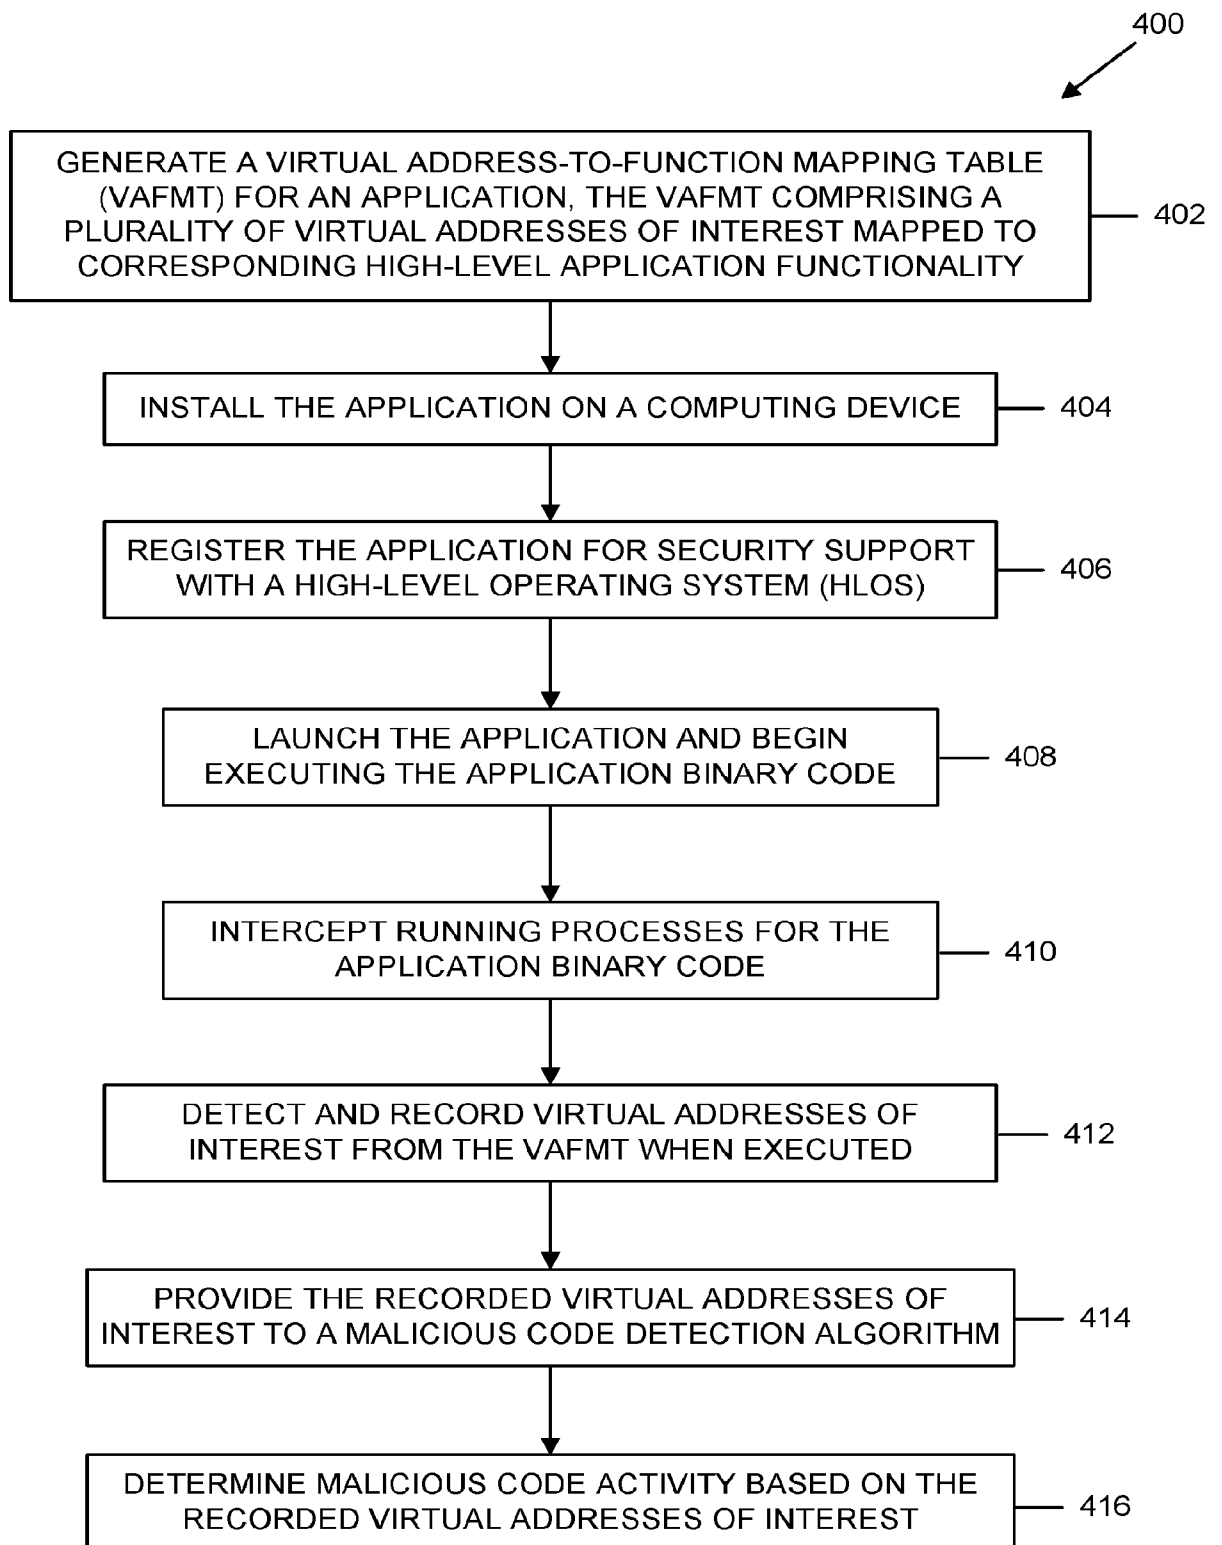 400
GENERATE A VIRTUAL ADDRESS-TO-FUNCTION MAPPING TABLE
(VAFMT) FOR AN APPLICATION, THE VAFMT COMPRISING A
PLURALITY OF VIRTUAL ADDRESSES OF INTEREST MAPPED TO
CORRESPONDING HIGH-LEVEL APPLICATION FUNCTIONALITY
402
INSTALL THE APPLICATION ON A COMPUTING DEVICE
404
REGISTER THE APPLICATION FOR SECURITY SUPPORT
WITH A HIGH-LEVEL OPERATING SYSTEM (HLOS)
406
LAUNCH THE APPLICATION AND BEGIN
EXECUTING THE APPLICATION BINARY CODE
408
INTERCEPT RUNNING PROCESSES FOR THE
APPLICATION BINARY CODE
410
DETECT AND RECORD VIRTUAL ADDRESSES OF
INTEREST FROM THE VAFMT WHEN EXECUTED
412
PROVIDE THE RECORDED VIRTUAL ADDRESSES OF
INTEREST TO A MALICIOUS CODE DETECTION ALGORITHM
414
DETERMINE MALICIOUS CODE ACTIVITY BASED ON THE
RECORDED VIRTUAL ADDRESSES OF INTEREST
416